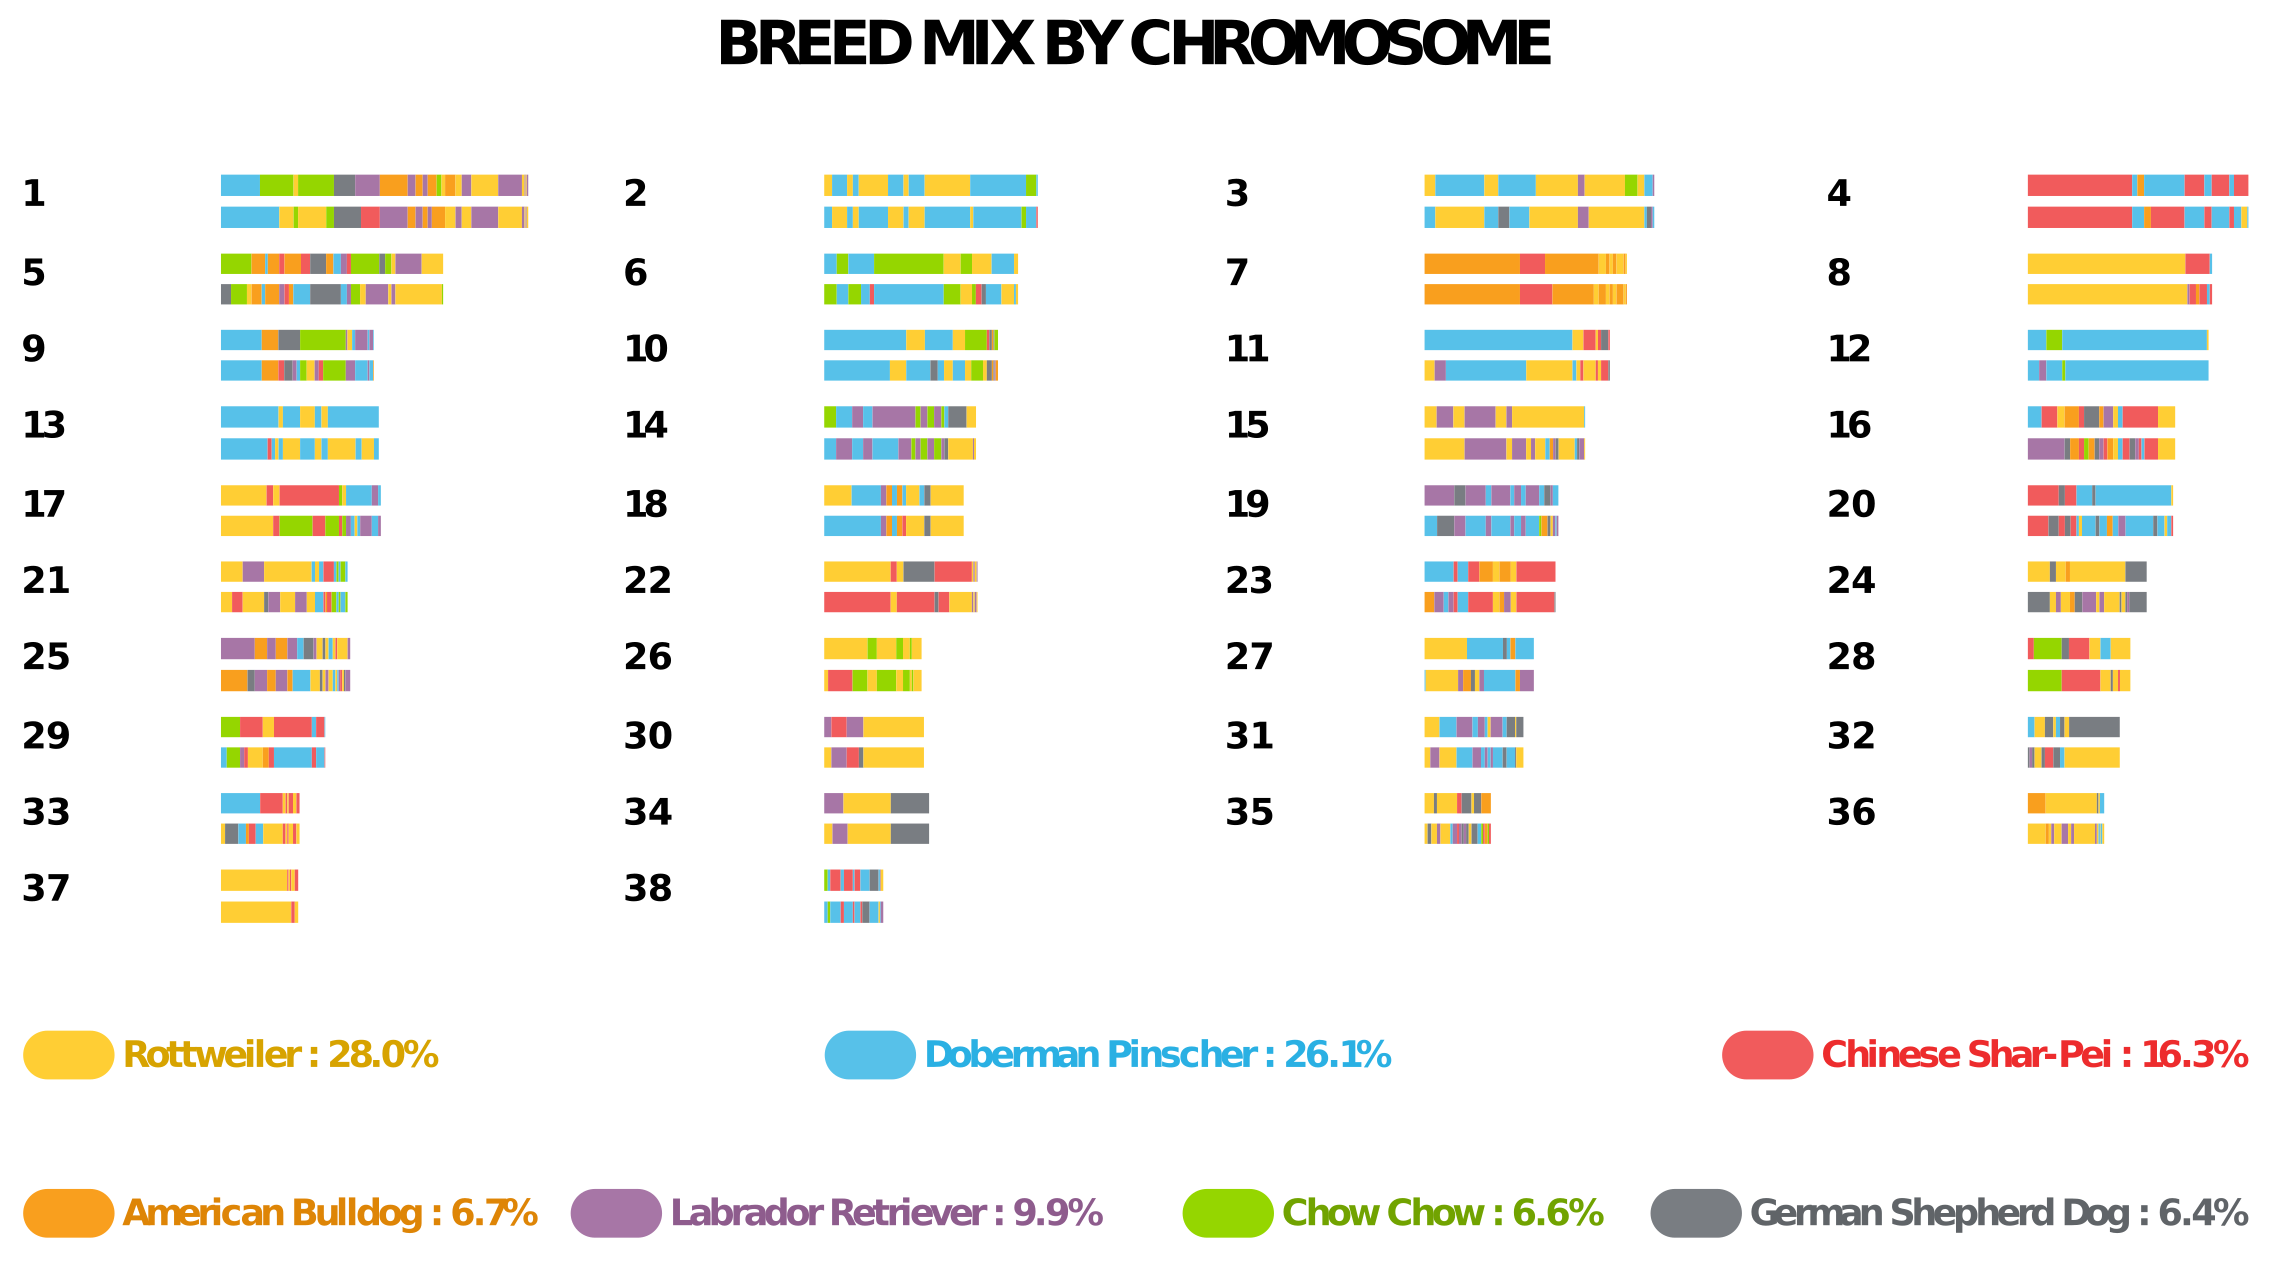 BREED MIX BY CHROMOSOME
1 2 3 4
5 6 7 8
9 10 11 12
13 14 15 16
17 18 19 20
21 22 23 24
25 26 27 28
29 30 31 32
33 34 35 36
37 38
Rottweiler : 28.0% Doberman Pinscher : 26.1% Chinese Shar-Pei : 16.3%
American Bulldog : 6.7% Labrador Retriever : 9.9% Chow Chow : 6.6% German Shepherd Dog : 6.4%